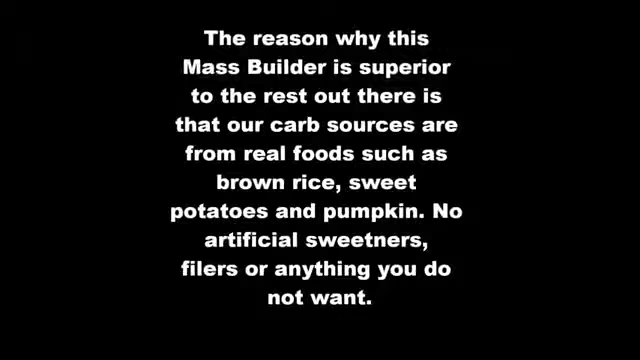 The reason why this
Mass Builder is superior
to the rest out there is
that our carb sources are
from real foods such as
brown rice, sweet
potatoes and pumpkin. No
artificial sweetners,
filers or anything you do
not want.